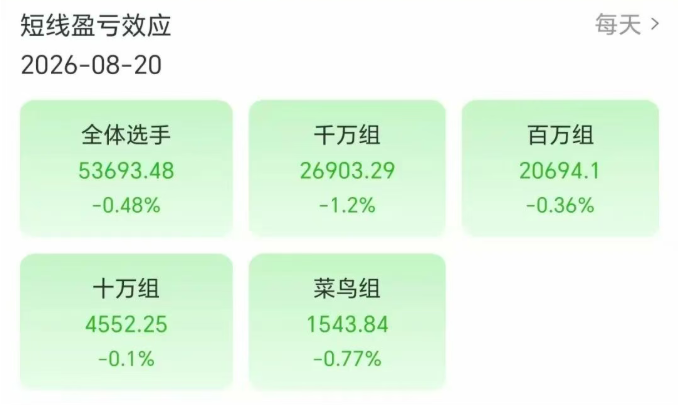 短线盈亏效应
每天 >
2026-08-20
全体选手
53693.48
-0.48%
千万组
26903.29
-1.2%
百万组
20694.1
-0.36%
十万组
4552.25
-0.1%
菜鸟组
1543.84
-0.77%